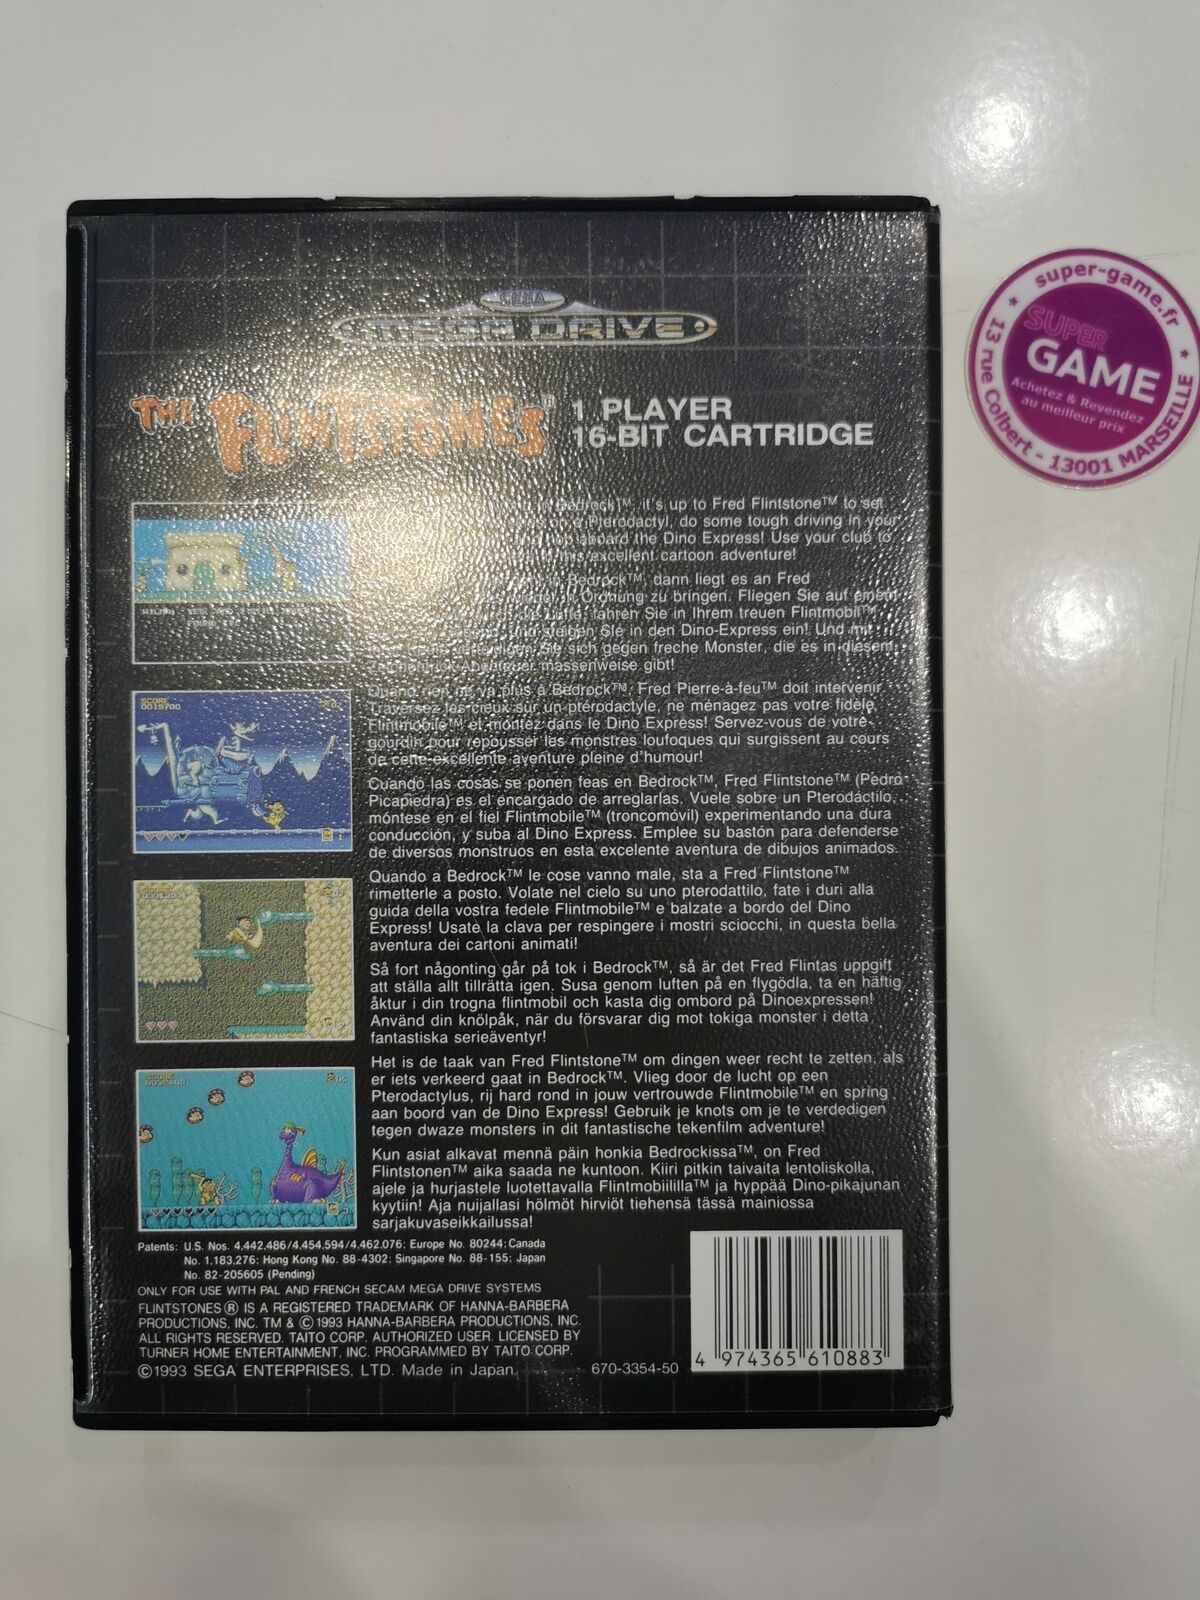 SEGA
MEGA DRIVE
THE FLINTSTONES®
1 PLAYER
16-BIT CARTRIDGE
Bedrock™, it's up to Fred Flintstone™ to set
a Pterodactyl, do some tough driving in your
aboard the Dino Express! Use your club to
this excellent cartoon adventure!
in Bedrock™, dann liegt es an Fred
Ordnung zu bringen. Fliegen Sie auf einem
fahren Sie in Ihrem treuen Flintmobil™
und steigen Sie in den Dino-Express ein! Und mit
Sie sich gegen freche Monster, die es in diesem
Abenteuer massenweise gibt!
Quand rien ne va plus à Bedrock™, Fred Pierre-à-feu™ doit intervenir.
Traversez les cieux sur un ptérodactyle, ne ménagez pas votre fidèle
Flintmobile™ et montez dans le Dino Express! Servez-vous de votre
gourdin pour repousser les monstres loufoques qui surgissent au cours
de cette excellente aventure pleine d'humour!
Cuando las cosas se ponen feas en Bedrock™, Fred Flintstone™ (Pedro
Picapiedra) es el encargado de arreglarlas. Vuele sobre un Pterodáctilo,
móntese en el fiel Flintmobile™ (troncomóvil) experimentando una dura
conducción, y suba al Dino Express. Emplee su bastón para defenderse
de diversos monstruos en esta excelente aventura de dibujos animados.
Quando a Bedrock™ le cose vanno male, sta a Fred Flintstone™
rimetterle a posto. Volate nel cielo su uno pterodattilo, fate i duri alla
guida della vostra fedele Flintmobile™ e balzate a bordo del Dino
Express! Usate la clava per respingere i mostri sciocchi, in questa bella
aventura dei cartoni animati!
Så fort någonting går på tok i Bedrock™, så är det Fred Flintas uppgift
att ställa allt tillrätta igen. Susa genom luften på en flygödla, ta en häftig
åktur i din trogna flintmobil och kasta dig ombord på Dinoexpressen!
Använd din knölpåk, när du försvarar dig mot tokiga monster i detta
fantastiska serieäventyr!
Het is de taak van Fred Flintstone™ om dingen weer recht te zetten, als
er iets verkeerd gaat in Bedrock™. Vlieg door de lucht op een
Pterodactylus, rij hard rond in jouw vertrouwde Flintmobile™ en spring
aan boord van de Dino Express! Gebruik je knots om je te verdedigen
tegen dwaze monsters in dit fantastische tekenfilm adventure!
Kun asiat alkavat mennä päin honkia Bedrockissa™, on Fred
Flintstonen™ aika saada ne kuntoon. Kiiri pitkin taivaita lentoliskolla,
ajele ja hurjastele luotettavalla Flintmobiililla™ ja hyppää Dino-pikajunan
kyytiin! Aja nuijallasi hölmöt hirviöt tiehensä tässä mainiossa
sarjakuvaseikkailussa!
SCORE
0019700
SCORE
Patents: U.S. Nos. 4.442.486/4.454.594/4.462.076; Europe No. 80244; Canada
No. 1.183.276; Hong Kong No. 88-4302; Singapore No. 88-155; Japan
No. 82-205605 (Pending)
ONLY FOR USE WITH PAL AND FRENCH SECAM MEGA DRIVE SYSTEMS
FLINTSTONES ® IS A REGISTERED TRADEMARK OF HANNA-BARBERA
PRODUCTIONS, INC. TM & © 1993 HANNA-BARBERA PRODUCTIONS, INC.
ALL RIGHTS RESERVED. TAITO CORP. AUTHORIZED USER. LICENSED BY
TURNER HOME ENTERTAINMENT, INC. PROGRAMMED BY TAITO CORP.
©1993 SEGA ENTERPRISES, LTD. Made in Japan.
670-3354-50
4 974365 610883
super-game.fr
SUPER
GAME
Achetez & Revendez
au meilleur prix
13 rue Colbert - 13001 MARSEILLE